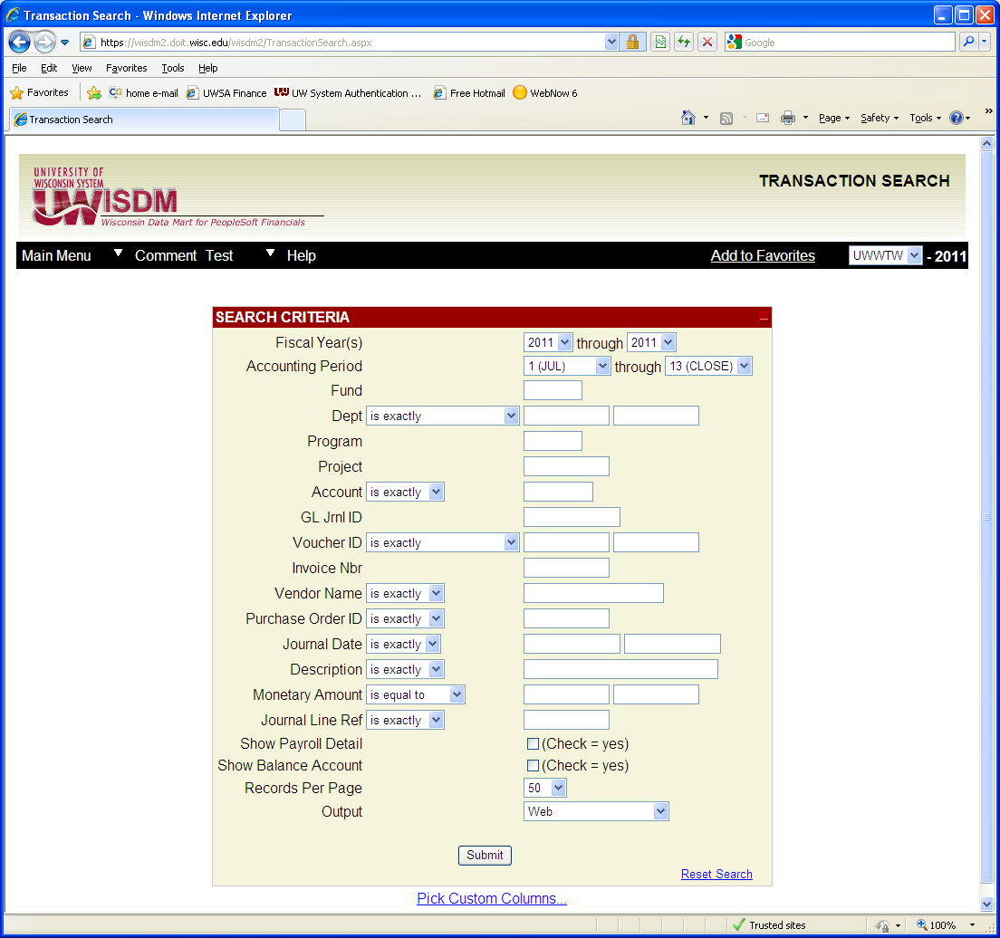 Transaction Search - Windows Internet Explorer
https://wisdm2.doit.wisc.edu/wisdm2/TransactionSearch.aspx Google
File Edit View Favorites Tools Help
Favorites home e-mail UWSA Finance UW System Authentication ... Free Hotmail WebNow 6
Transaction Search Page Safety Tools »
UNIVERSITY OF
WISCONSIN SYSTEM
UWISDM
Wisconsin Data Mart for PeopleSoft Financials
TRANSACTION SEARCH
Main Menu Comment Test Help Add to Favorites UWWTW - 2011
SEARCH CRITERIA
Fiscal Year(s) 2011 through 2011
Accounting Period 1 (JUL) through 13 (CLOSE)
Fund
Dept is exactly
Program
Project
Account is exactly
GL Jrnl ID
Voucher ID is exactly
Invoice Nbr
Vendor Name is exactly
Purchase Order ID is exactly
Journal Date is exactly
Description is exactly
Monetary Amount is equal to
Journal Line Ref is exactly
Show Payroll Detail (Check = yes)
Show Balance Account (Check = yes)
Records Per Page 50
Output Web
Submit
Reset Search
Pick Custom Columns...
Trusted sites 100%